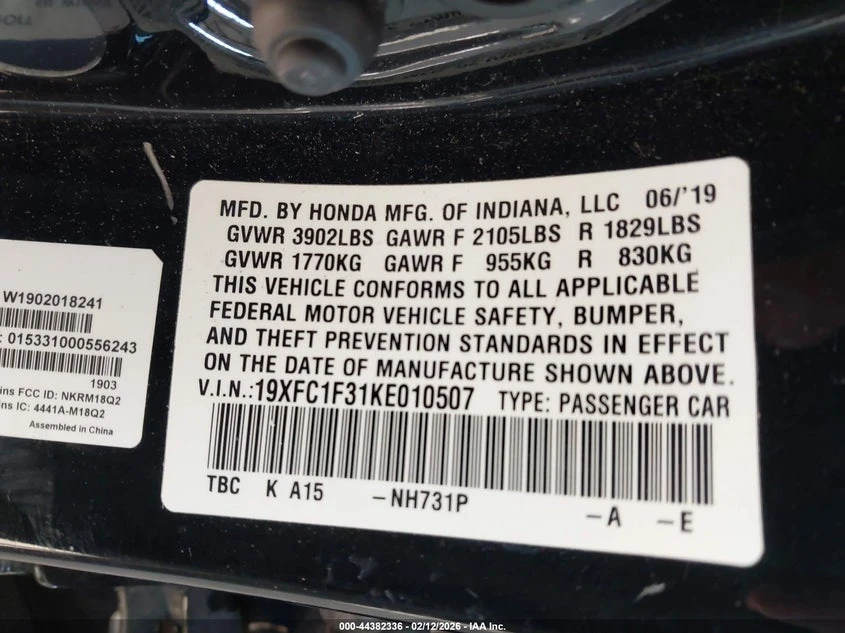 MFD. BY HONDA MFG. OF INDIANA, LLC 06/'19
GVWR 3902LBS GAWR F 2105LBS R 1829LBS
GVWR 1770KG GAWR F 955KG R 830KG
THIS VEHICLE CONFORMS TO ALL APPLICABLE
FEDERAL MOTOR VEHICLE SAFETY, BUMPER,
AND THEFT PREVENTION STANDARDS IN EFFECT
ON THE DATE OF MANUFACTURE SHOWN ABOVE.
V.I.N.:19XFC1F31KE010507 TYPE: PASSENGER CAR
TBC K A15 -NH731P
-A -E
W1902018241
: 015331000556243
1903
ins FCC ID: NKRM18Q2
ins IC: 4441A-M18Q2
Assembled in China
000-44382336 - 02/12/2026 - IAA Inc.